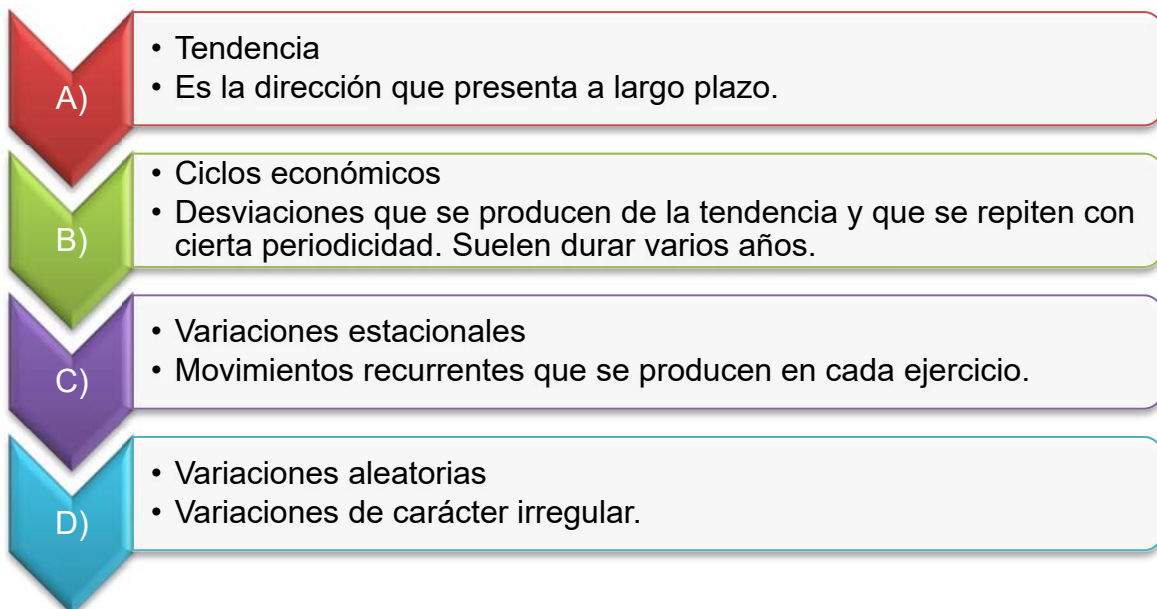 A)
• Tendencia
• Es la dirección que presenta a largo plazo.
B)
• Ciclos económicos
• Desviaciones que se producen de la tendencia y que se repiten con
cierta periodicidad. Suelen durar varios años.
C)
• Variaciones estacionales
• Movimientos recurrentes que se producen en cada ejercicio.
D)
• Variaciones aleatorias
• Variaciones de carácter irregular.